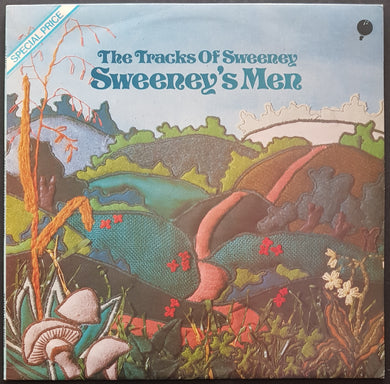 SPECIAL PRICE
The Tracks Of Sweeney
Sweeney's Men